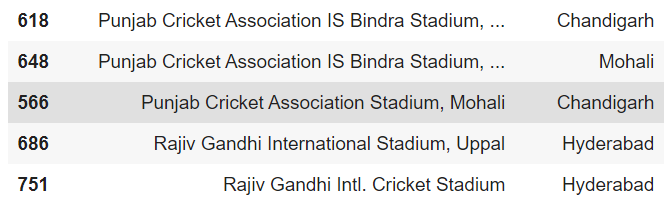 618 Punjab Cricket Association IS Bindra Stadium, ... Chandigarh
648 Punjab Cricket Association IS Bindra Stadium, ... Mohali
566 Punjab Cricket Association Stadium, Mohali Chandigarh
686 Rajiv Gandhi International Stadium, Uppal Hyderabad
751 Rajiv Gandhi Intl. Cricket Stadium Hyderabad